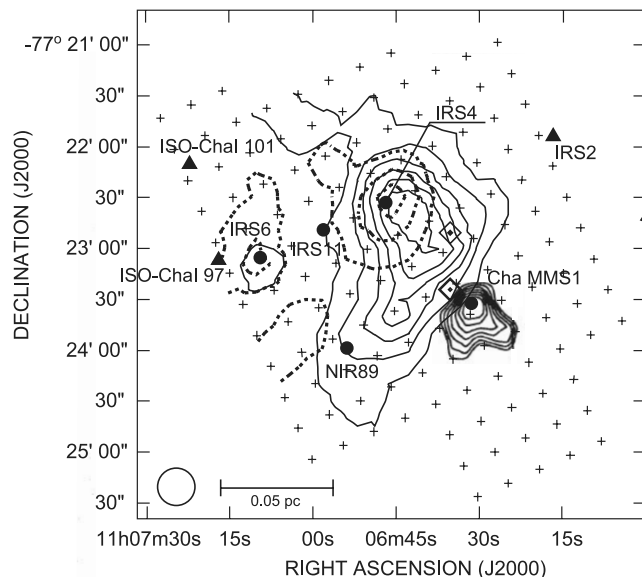 -77° 21' 00"
30"
22' 00"
30"
23' 00"
30"
24' 00"
30"
25' 00"
30"
DECLINATION (J2000)
IRS4
ISO-ChaI 101
IRS2
IRS6
IRS11
ISO-ChaI 97
Cha MMS1
NIR89
0.05 pc
11h07m30s 15s 00s 06m45s 30s 15s
RIGHT ASCENSION (J2000)